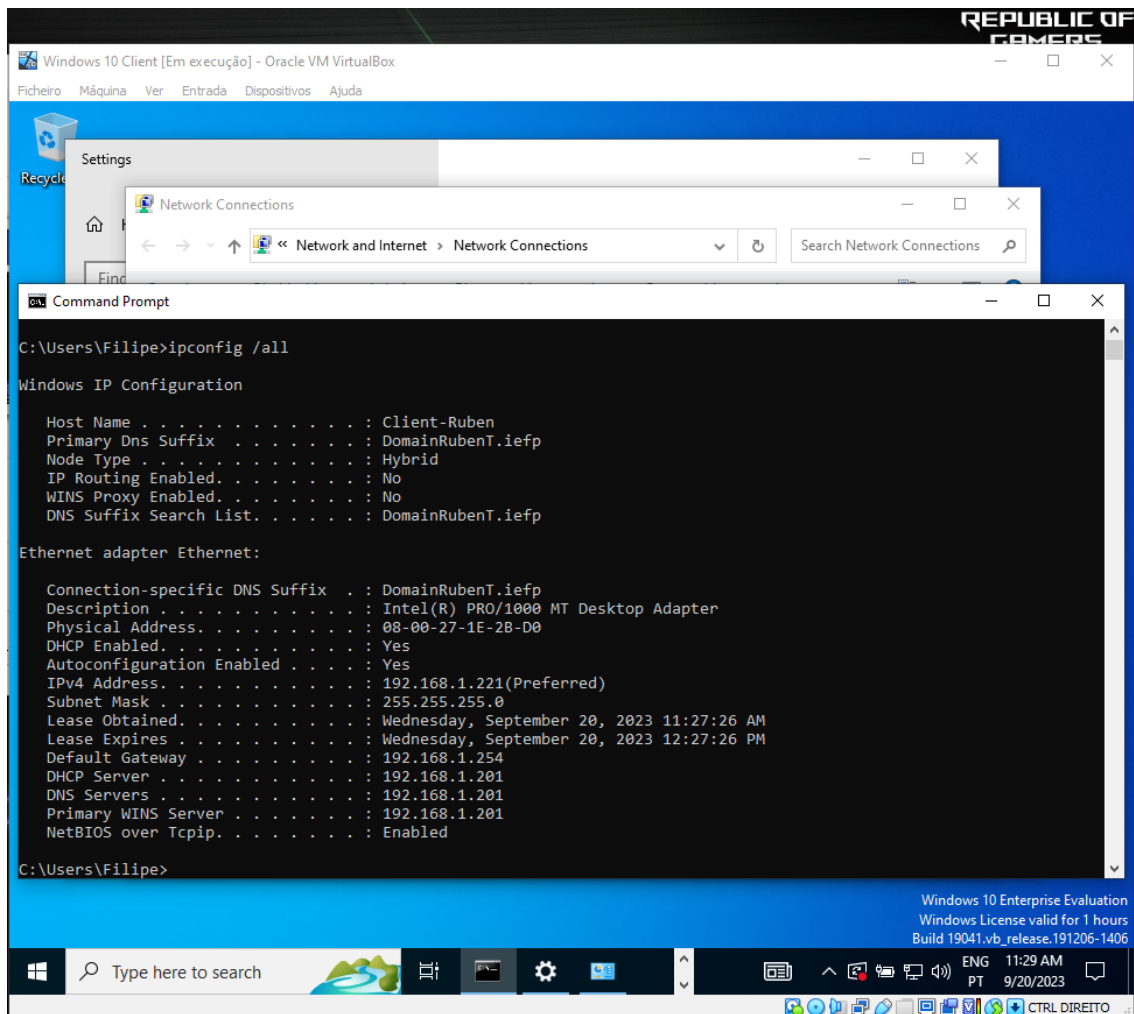 REPUBLIC OF
GAMERS
Windows 10 Client [Em execução] - Oracle VM VirtualBox
Ficheiro Máquina Ver Entrada Dispositivos Ajuda
Settings
Network Connections
« Network and Internet › Network Connections
Search Network Connections
Find
Command Prompt
C:\Users\Filipe>ipconfig /all
Windows IP Configuration
Host Name . . . . . . . . . . . . : Client-Ruben
Primary Dns Suffix . . . . . . . : DomainRubenT.iefp
Node Type . . . . . . . . . . . . : Hybrid
IP Routing Enabled. . . . . . . . : No
WINS Proxy Enabled. . . . . . . . : No
DNS Suffix Search List. . . . . . : DomainRubenT.iefp
Ethernet adapter Ethernet:
Connection-specific DNS Suffix . : DomainRubenT.iefp
Description . . . . . . . . . . . : Intel(R) PRO/1000 MT Desktop Adapter
Physical Address. . . . . . . . . : 08-00-27-1E-2B-D0
DHCP Enabled. . . . . . . . . . . : Yes
Autoconfiguration Enabled . . . . : Yes
IPv4 Address. . . . . . . . . . . : 192.168.1.221(Preferred)
Subnet Mask . . . . . . . . . . . : 255.255.255.0
Lease Obtained. . . . . . . . . . : Wednesday, September 20, 2023 11:27:26 AM
Lease Expires . . . . . . . . . . : Wednesday, September 20, 2023 12:27:26 PM
Default Gateway . . . . . . . . . : 192.168.1.254
DHCP Server . . . . . . . . . . . : 192.168.1.201
DNS Servers . . . . . . . . . . . : 192.168.1.201
Primary WINS Server . . . . . . . : 192.168.1.201
NetBIOS over Tcpip. . . . . . . . : Enabled
C:\Users\Filipe>
Windows 10 Enterprise Evaluation
Windows License valid for 1 hours
Build 19041.vb_release.191206-1406
Type here to search
ENG 11:29 AM
PT 9/20/2023
CTRL DIREITO